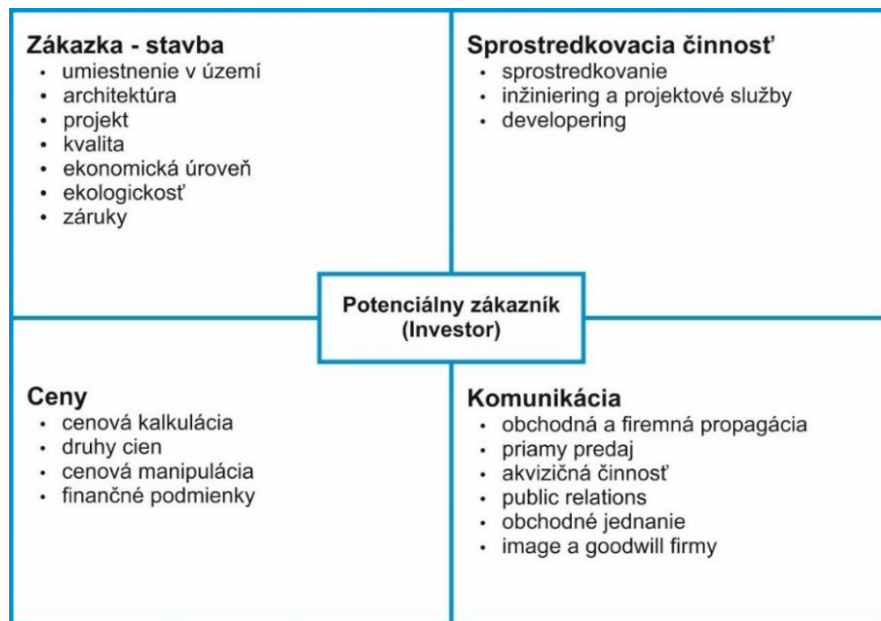 Zákazka - stavba
• umiestnenie v území
• architektúra
• projekt
• kvalita
• ekonomická úroveň
• ekologickosť
• záruky
Sprostredkovacia činnosť
• sprostredkovanie
• inžiniering a projektové služby
• developering
Potenciálny zákazník
(Investor)
Ceny
• cenová kalkulácia
• druhy cien
• cenová manipulácia
• finančné podmienky
Komunikácia
• obchodná a firemná propagácia
• priamy predaj
• akvizičná činnosť
• public relations
• obchodné jednanie
• image a goodwill firmy